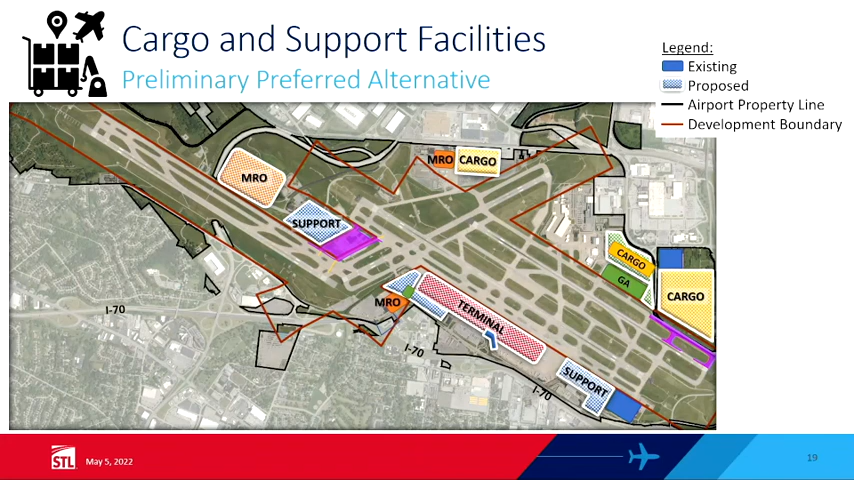 Cargo and Support Facilities
Preliminary Preferred Alternative
Legend:
Existing
Proposed
Airport Property Line
Development Boundary
MRO
CARGO
MRO
SUPPORT
CARGO
GA
CARGO
MRO
TERMINAL
I-70
I-70
SUPPORT
I-70
STL
May 5, 2022
19